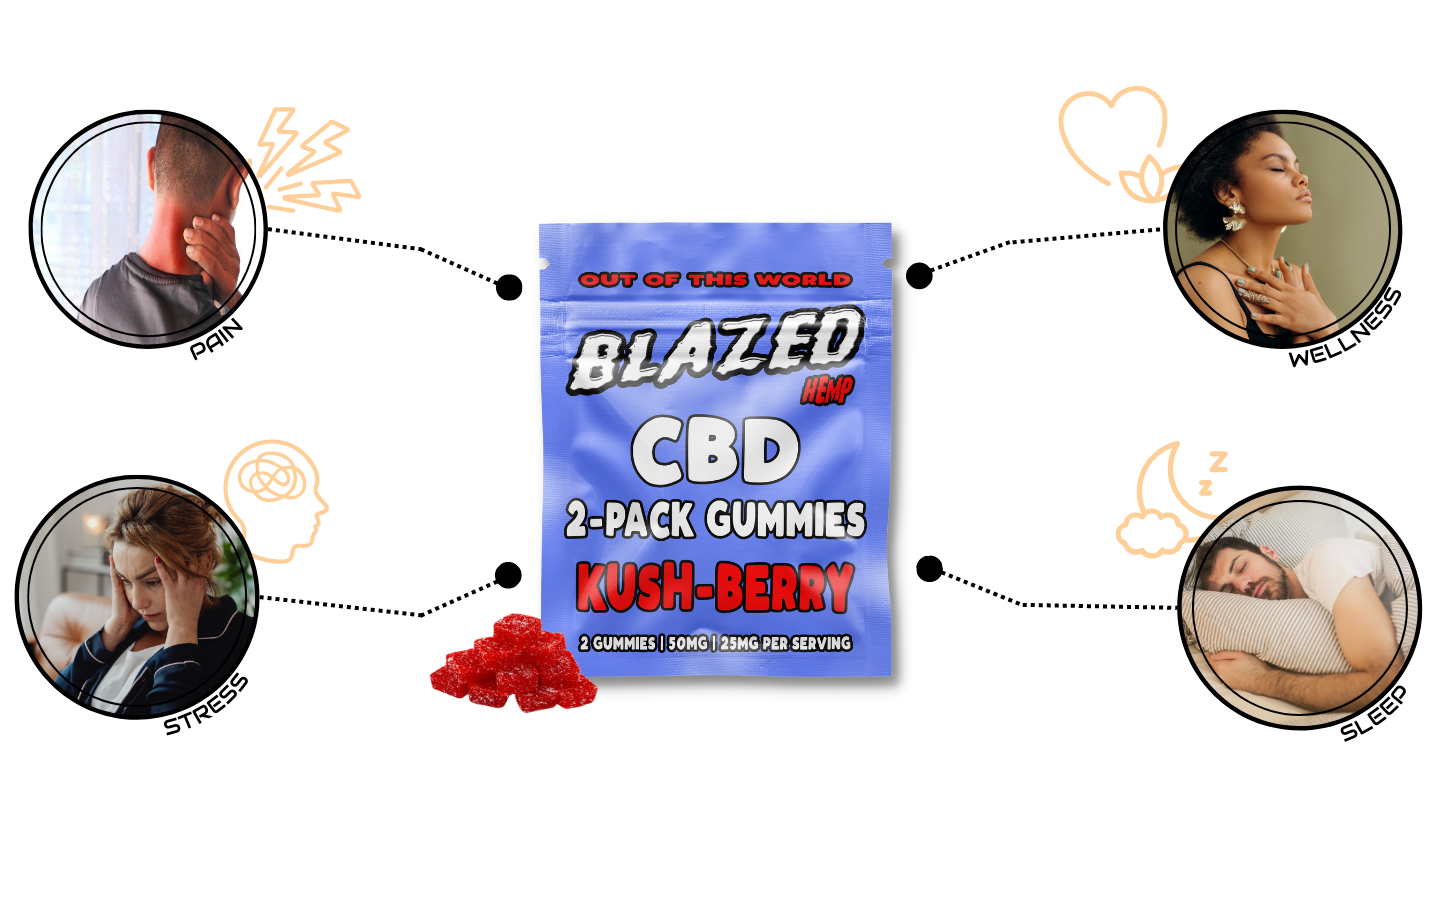 PAIN
WELLNESS
OUT OF THIS WORLD
BLAZED
HEMP
CBD
2-PACK GUMMIES
KUSH-BERRY
2 GUMMIES | 50MG | 25MG PER SERVING
STRESS
SLEEP